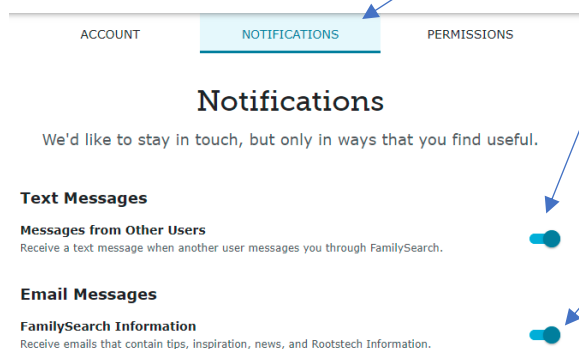 ACCOUNT NOTIFICATIONS PERMISSIONS
Notifications
We'd like to stay in touch, but only in ways that you find useful.
Text Messages
Messages from Other Users
Receive a text message when another user messages you through FamilySearch.
Email Messages
FamilySearch Information
Receive emails that contain tips, inspiration, news, and Rootstech Information.